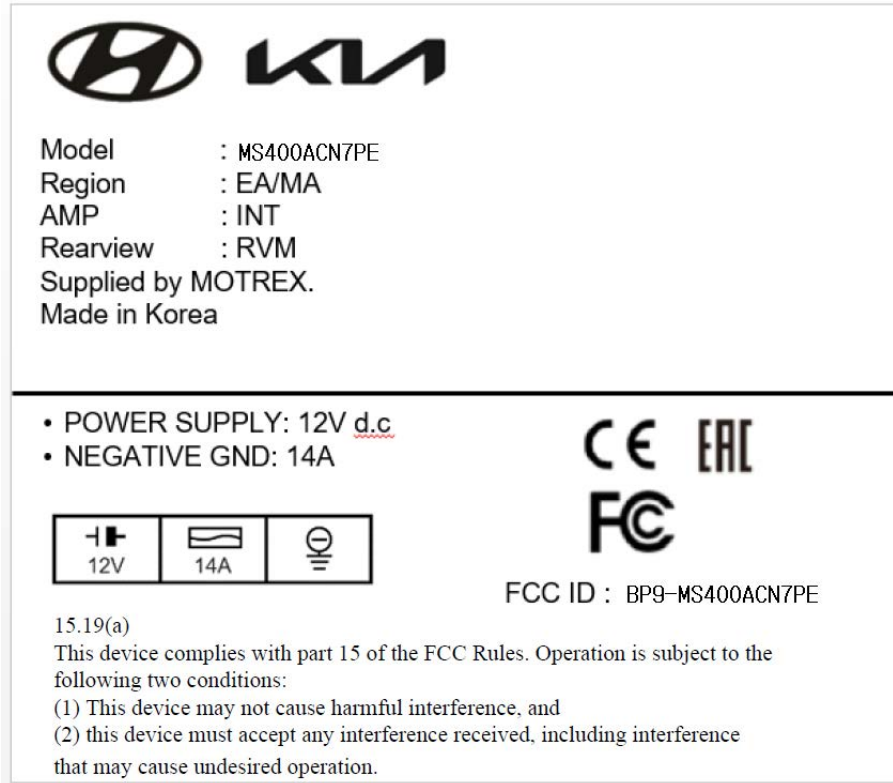 KIA
Model : MS400ACN7PE
Region : EA/MA
AMP : INT
Rearview : RVM
Supplied by MOTREX.
Made in Korea
• POWER SUPPLY: 12V d.c
• NEGATIVE GND: 14A
CE EAC
FC
12V 14A
FCC ID : BP9-MS400ACN7PE
15.19(a)
This device complies with part 15 of the FCC Rules. Operation is subject to the
following two conditions:
(1) This device may not cause harmful interference, and
(2) this device must accept any interference received, including interference
that may cause undesired operation.